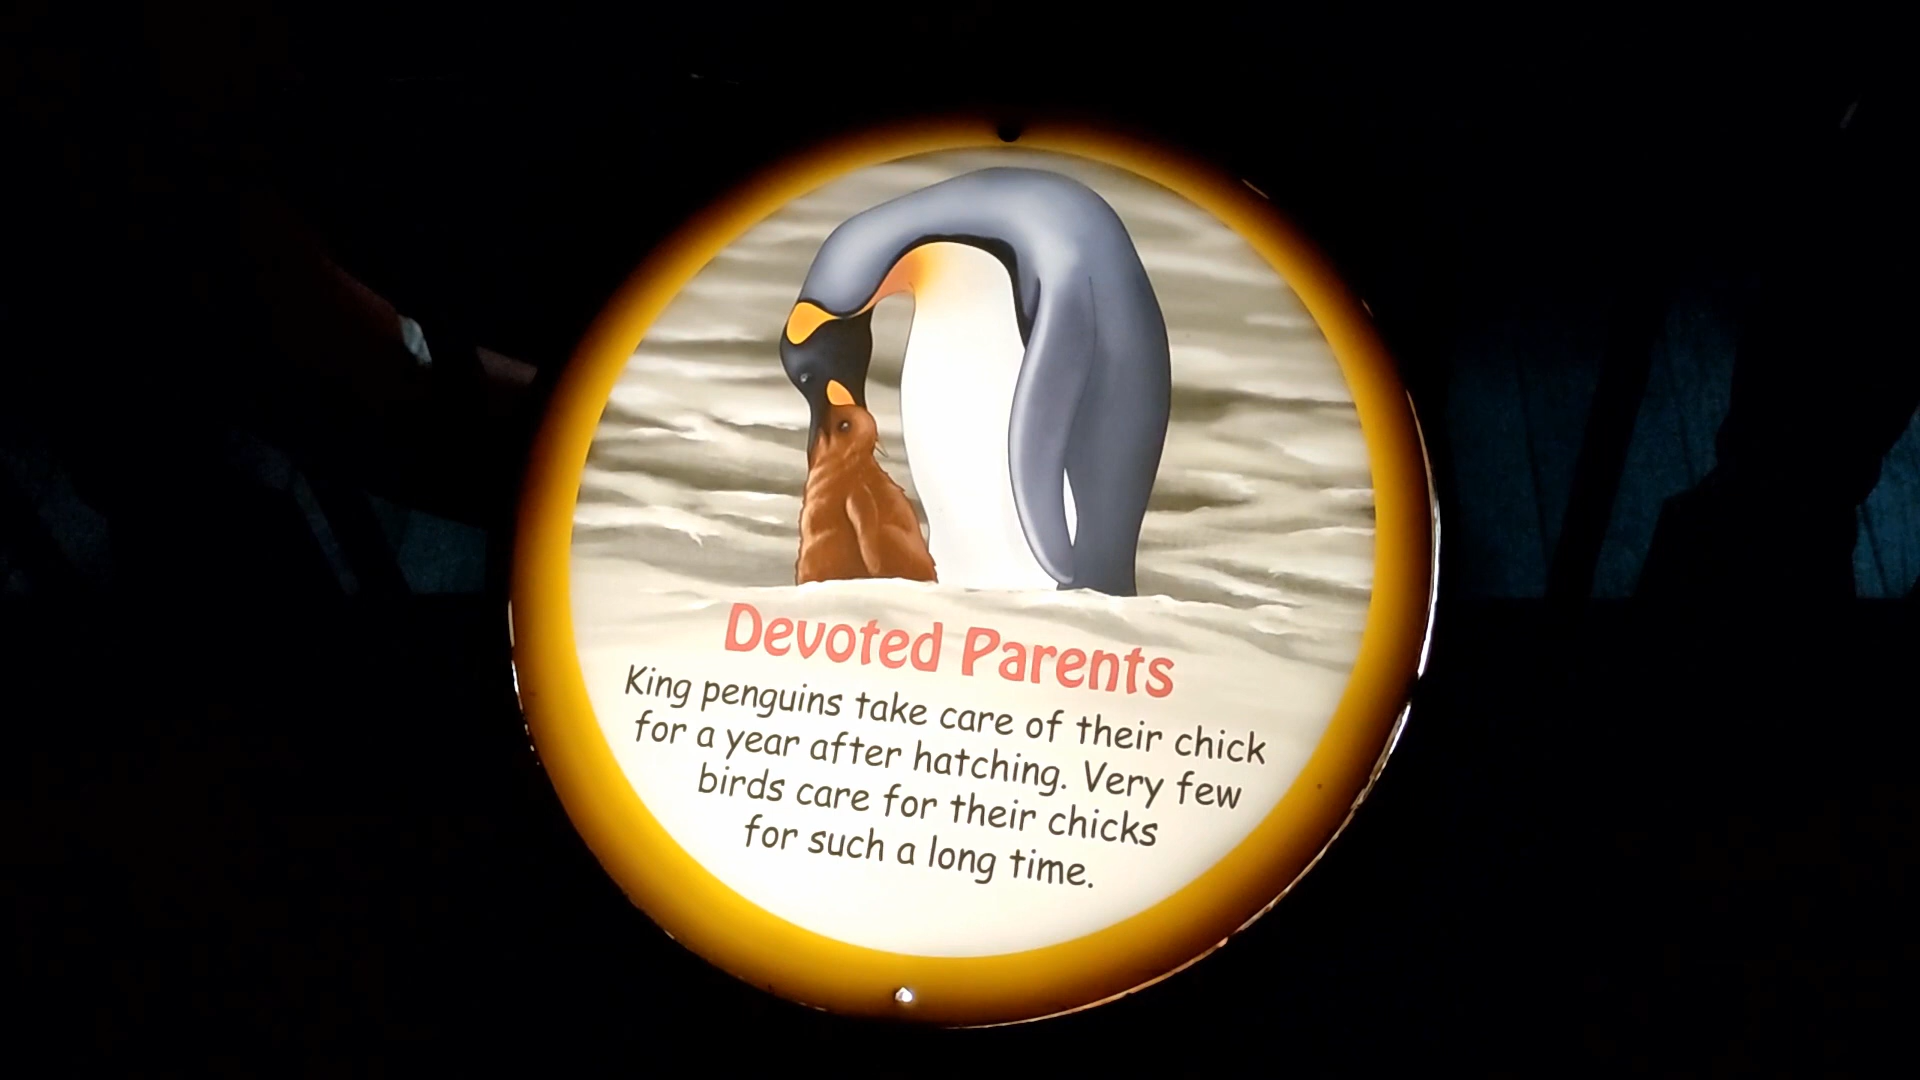 Devoted Parents
King penguins take care of their chick
for a year after hatching. Very few
birds care for their chicks
for such a long time.